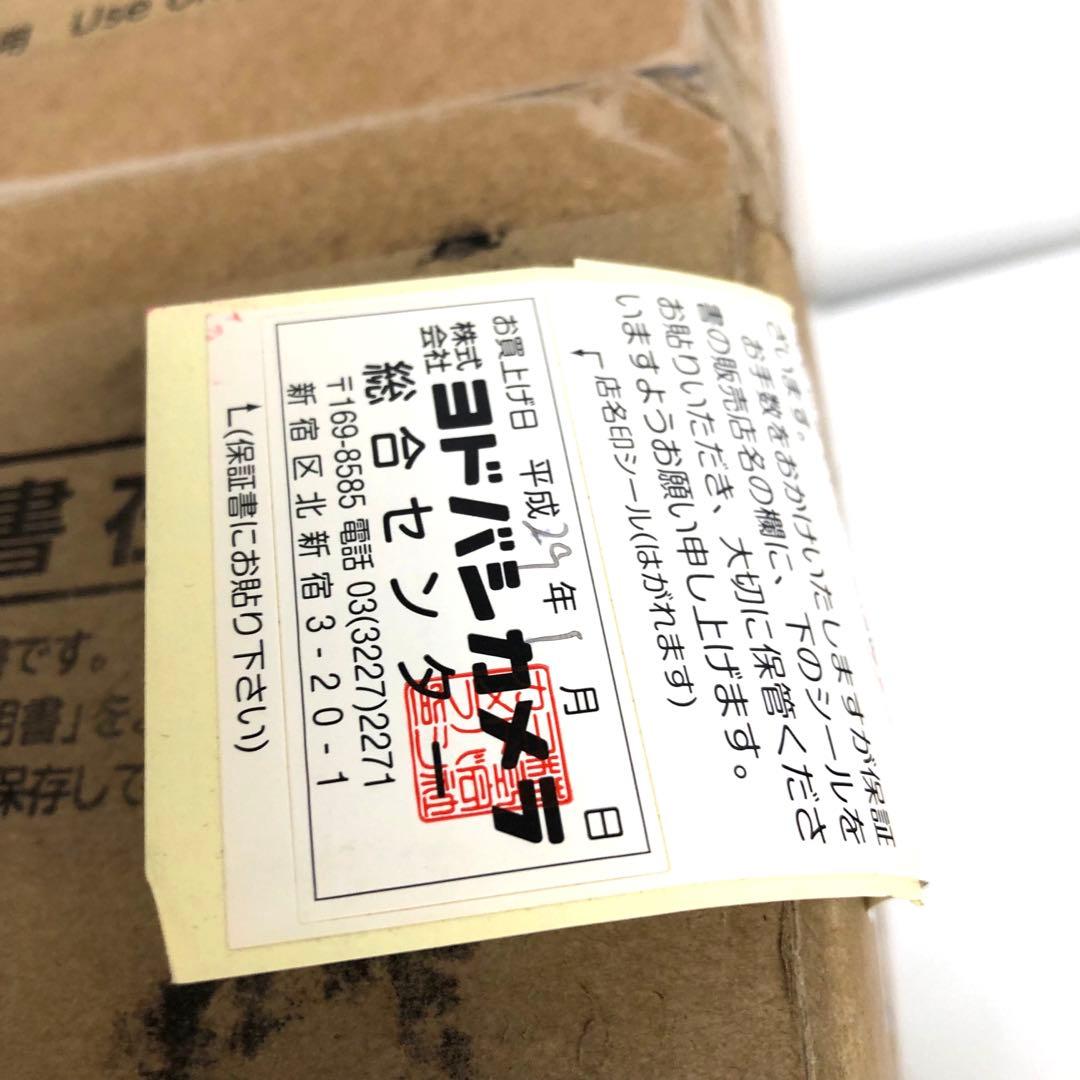 用 Use
ざいます。
お手数をおかけいたしますが保証
書の販売店名の欄に、下のシールを
お貼りいただき、大切に保管くださ
いますようお願い申し上げます。
店名印シール(はがれます)
お買上げ日 平成29年1月 日
株式会社 ヨドバシカメラ
総合センター
〒169-8585 電話 03(3227)2271
新宿区北新宿3-20-1
(保証書にお貼り下さい)
書
です。
明書」を
保存して